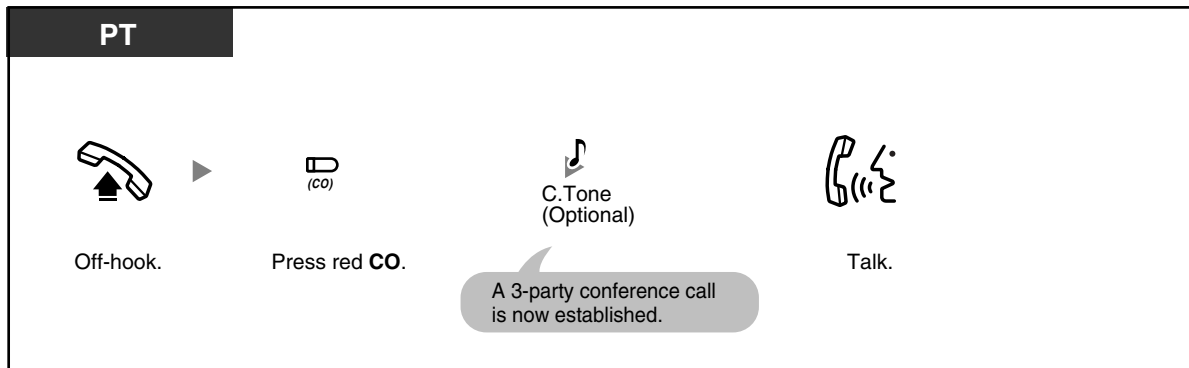 PT
(CO)
C.Tone
(Optional)
Off-hook.
Press red CO.
Talk.
A 3-party conference call
is now established.